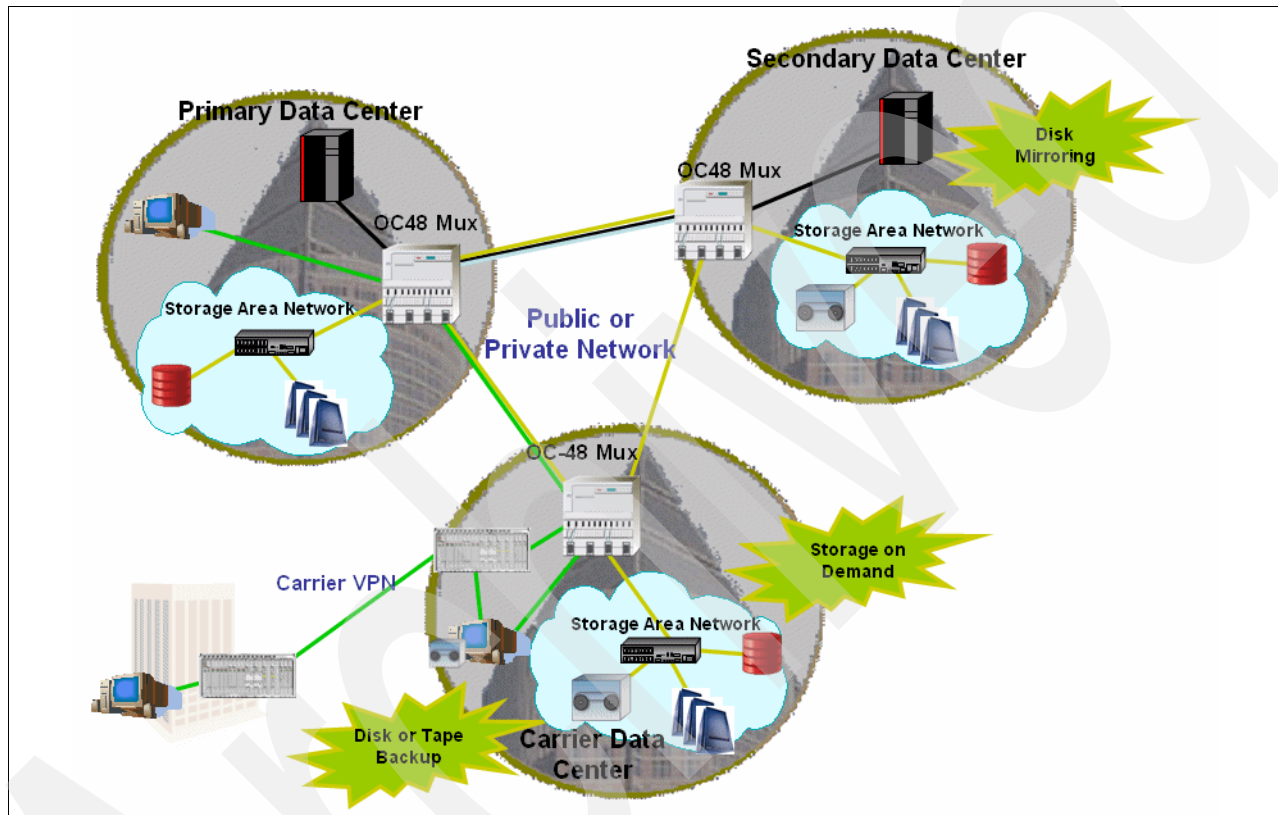 Secondary Data Center
Primary Data Center
Disk
Mirroring
OC48 Mux
OC48 Mux
Storage Area Network
Storage Area Network
Public or
Private Network
OC-48 Mux
Storage on
Demand
Carrier VPN
Storage Area Network
Disk or Tape
Backup
Carrier Data
Center